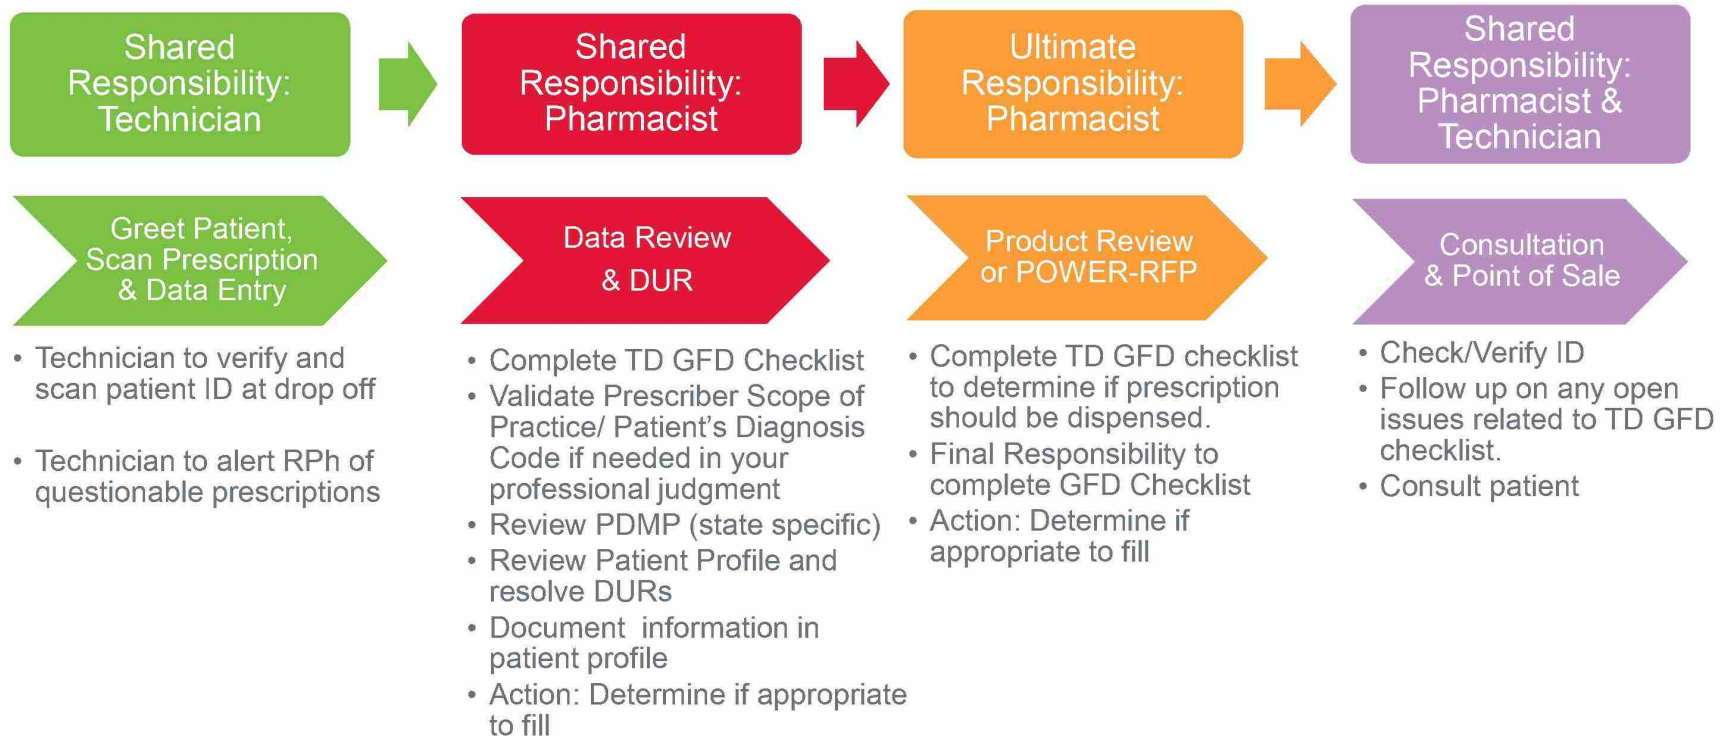 Shared
Responsibility:
Technician
Shared
Responsibility:
Pharmacist
Ultimate
Responsibility:
Pharmacist
Shared
Responsibility:
Pharmacist &
Technician
Greet Patient,
Scan Prescription
& Data Entry
Data Review
& DUR
Product Review
or POWER-RFP
Consultation
& Point of Sale
• Technician to verify and
scan patient ID at drop off
• Technician to alert RPh of
questionable prescriptions
• Complete TD GFD Checklist
• Validate Prescriber Scope of
Practice/ Patient's Diagnosis
Code if needed in your
professional judgment
• Review PDMP (state specific)
• Review Patient Profile and
resolve DURs
• Document  information in
patient profile
• Action: Determine if appropriate
to fill
• Complete TD GFD checklist
to determine if prescription
should be dispensed.
• Final Responsibility to
complete GFD Checklist
• Action: Determine if
appropriate to fill
• Check/Verify ID
• Follow up on any open
issues related to TD GFD
checklist.
• Consult patient